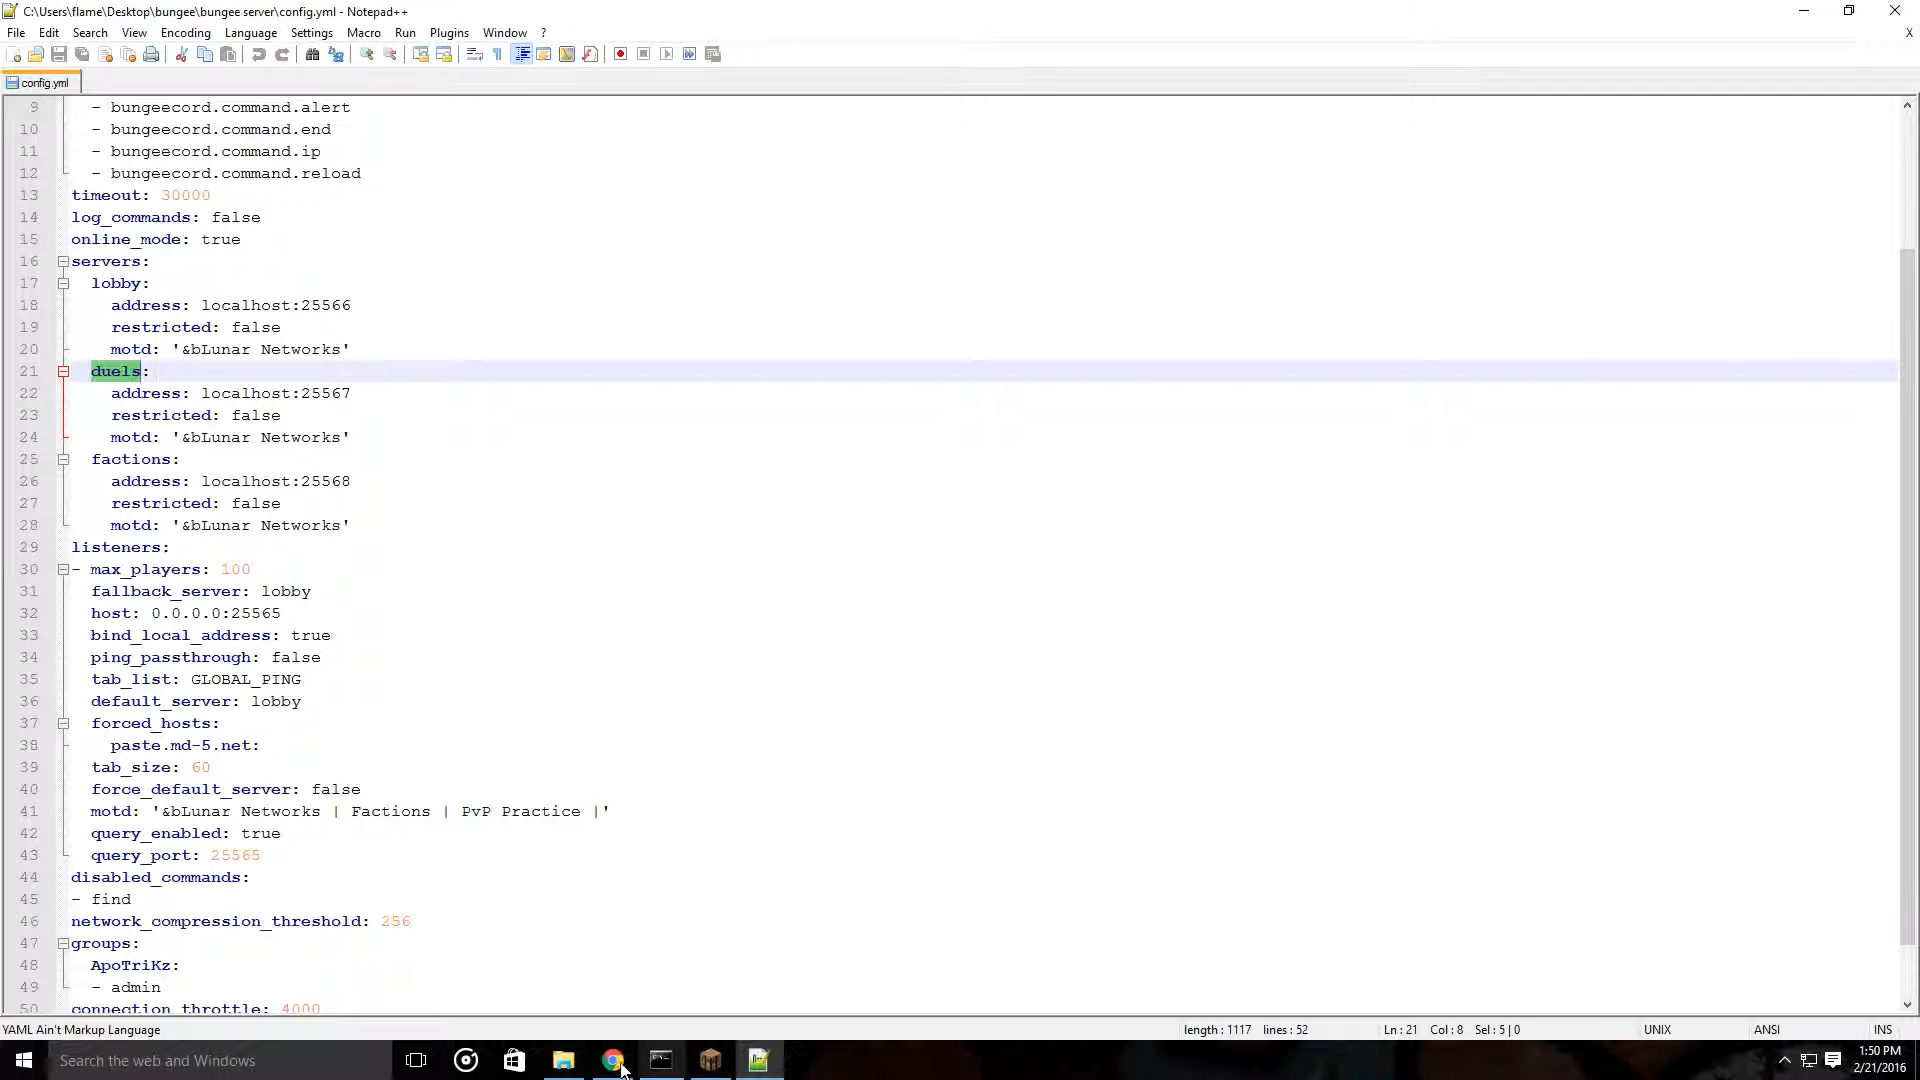 C:\Users\flame\Desktop\bungee\bungee server\config.yml - Notepad++
File Edit Search View Encoding Language Settings Macro Run Plugins Window ? X
config.yml
9 - bungeecord.command.alert
10 - bungeecord.command.end
11 - bungeecord.command.ip
12 - bungeecord.command.reload
13 timeout: 30000
14 log_commands: false
15 online_mode: true
16 servers:
17 lobby:
18 address: localhost:25566
19 restricted: false
20 motd: '&bLunar Networks'
21 duels:
22 address: localhost:25567
23 restricted: false
24 motd: '&bLunar Networks'
25 factions:
26 address: localhost:25568
27 restricted: false
28 motd: '&bLunar Networks'
29 listeners:
30 - max_players: 100
31 fallback_server: lobby
32 host: 0.0.0.0:25565
33 bind_local_address: true
34 ping_passthrough: false
35 tab_list: GLOBAL_PING
36 default_server: lobby
37 forced_hosts:
38 paste.md-5.net:
39 tab_size: 60
40 force_default_server: false
41 motd: '&bLunar Networks | Factions | PvP Practice |'
42 query_enabled: true
43 query_port: 25565
44 disabled_commands:
45 - find
46 network_compression_threshold: 256
47 groups:
48 ApoTriKz:
49 - admin
50 connection_throttle: 4000
YAML Ain't Markup Language length : 1117 lines : 52 Ln : 21 Col : 8 Sel : 5 | 0 UNIX ANSI INS
Search the web and Windows
1:50 PM
2/21/2016